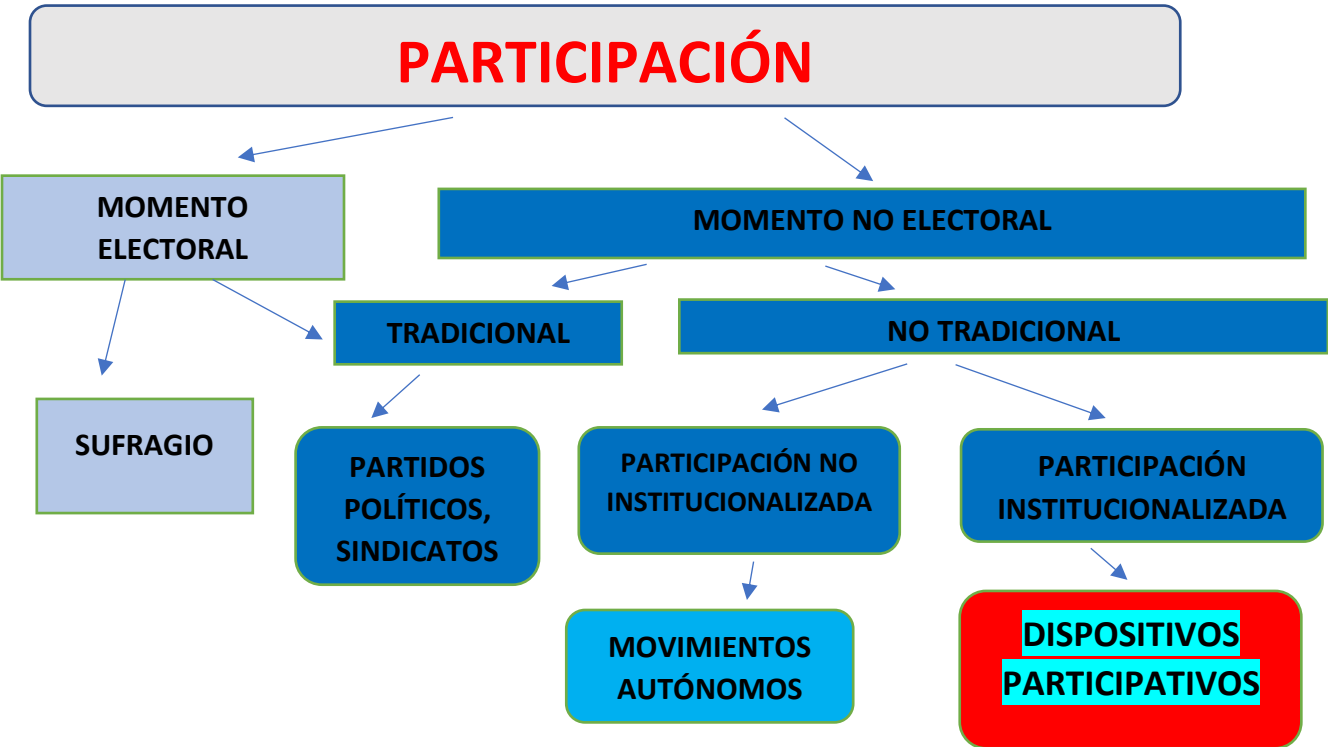 PARTICIPACIÓN
MOMENTO
ELECTORAL
MOMENTO NO ELECTORAL
TRADICIONAL
NO TRADICIONAL
SUFRAGIO
PARTIDOS
POLÍTICOS,
SINDICATOS
PARTICIPACIÓN NO
INSTITUCIONALIZADA
PARTICIPACIÓN
INSTITUCIONALIZADA
MOVIMIENTOS
AUTÓNOMOS
DISPOSITIVOS
PARTICIPATIVOS